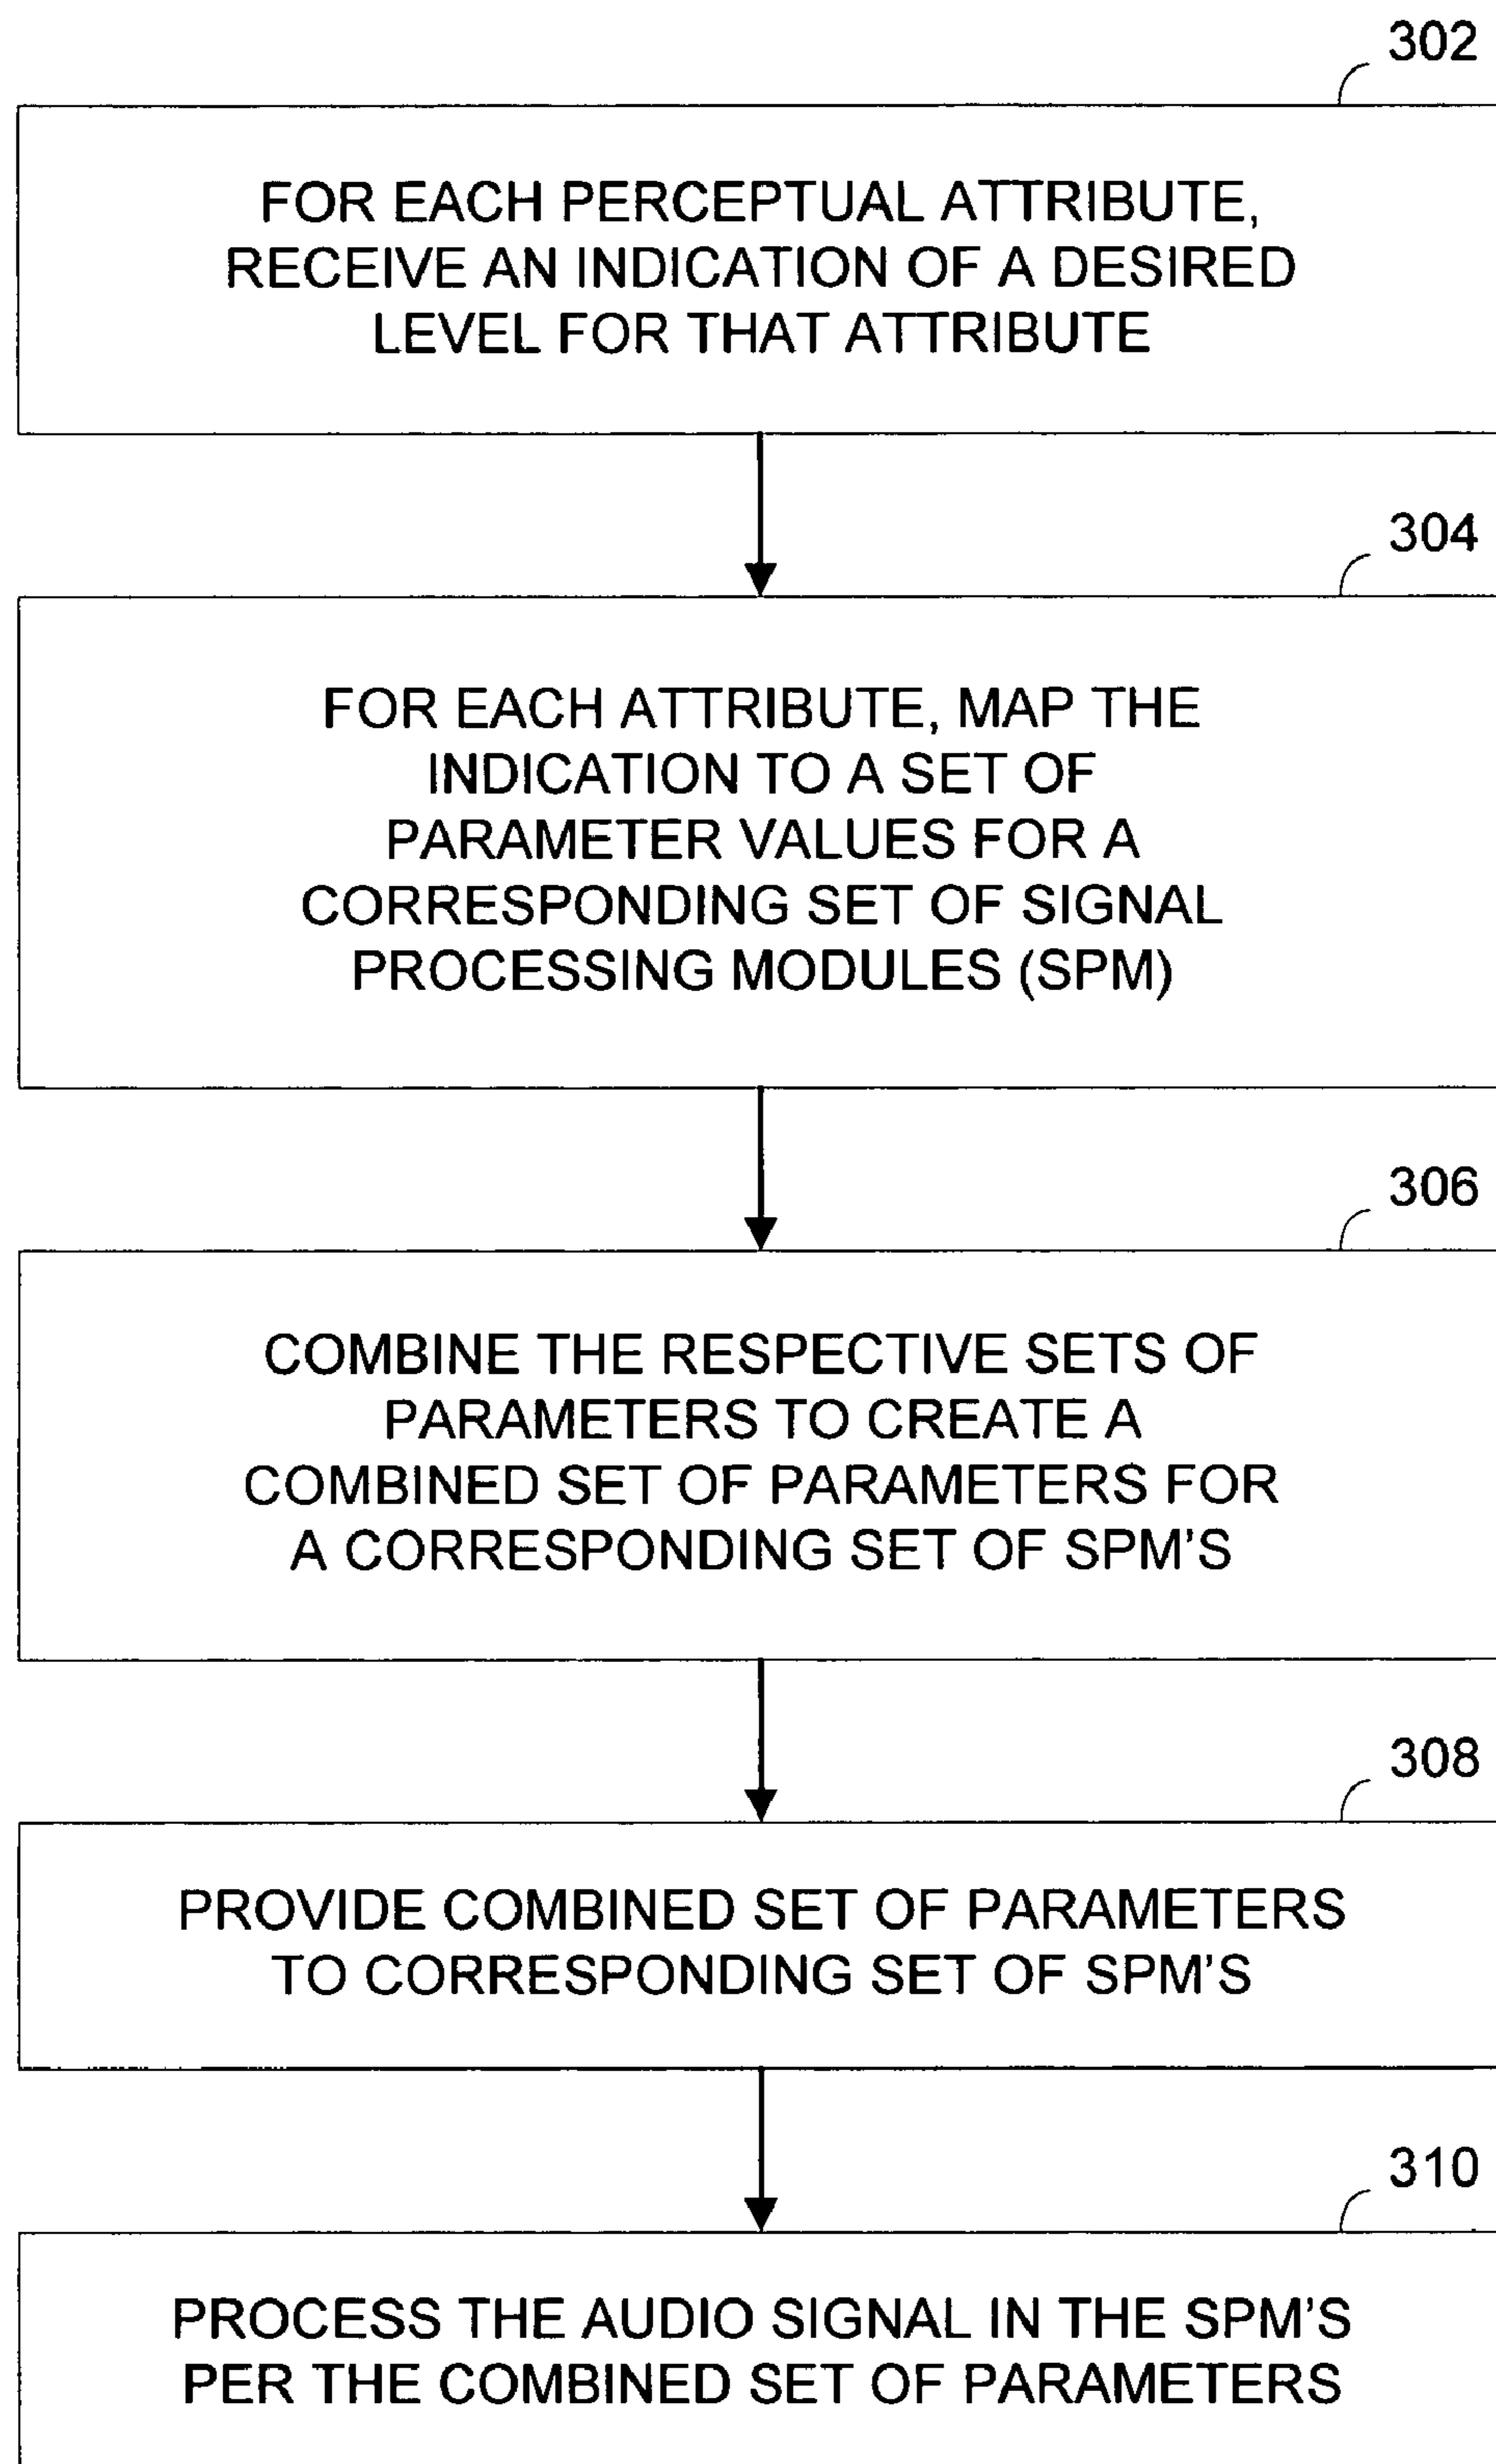 302
FOR EACH PERCEPTUAL ATTRIBUTE,
RECEIVE AN INDICATION OF A DESIRED
LEVEL FOR THAT ATTRIBUTE
304
FOR EACH ATTRIBUTE, MAP THE
INDICATION TO A SET OF
PARAMETER VALUES FOR A
CORRESPONDING SET OF SIGNAL
PROCESSING MODULES (SPM)
306
COMBINE THE RESPECTIVE SETS OF
PARAMETERS TO CREATE A
COMBINED SET OF PARAMETERS FOR
A CORRESPONDING SET OF SPM'S
308
PROVIDE COMBINED SET OF PARAMETERS
TO CORRESPONDING SET OF SPM'S
310
PROCESS THE AUDIO SIGNAL IN THE SPM'S
PER THE COMBINED SET OF PARAMETERS